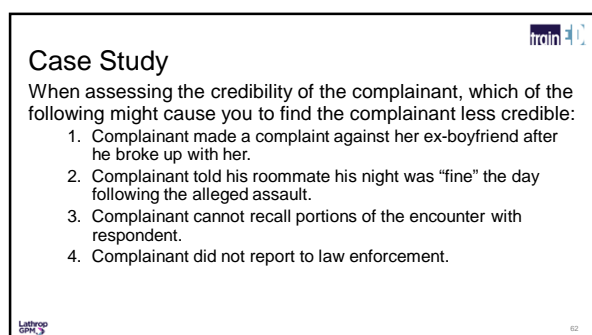 trainED
Case Study
When assessing the credibility of the complainant, which of the
following might cause you to find the complainant less credible:
1. Complainant made a complaint against her ex-boyfriend after
he broke up with her.
2. Complainant told his roommate his night was “fine” the day
following the alleged assault.
3. Complainant cannot recall portions of the encounter with
respondent.
4. Complainant did not report to law enforcement.
Lathrop
GPM
62